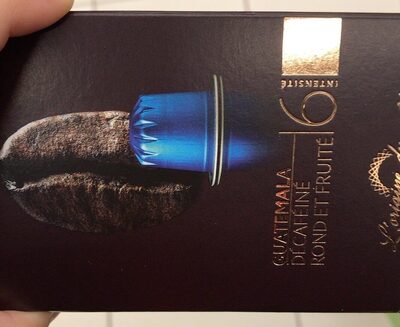 6
INTENSITÉ
GUATEMALA
DÉCAFÉINÉ
ROND ET FRUITÉ